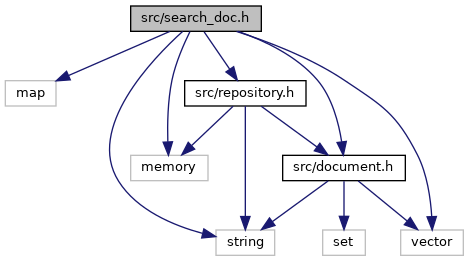 src/search_doc.h
map
src/repository.h
memory
src/document.h
string
set
vector